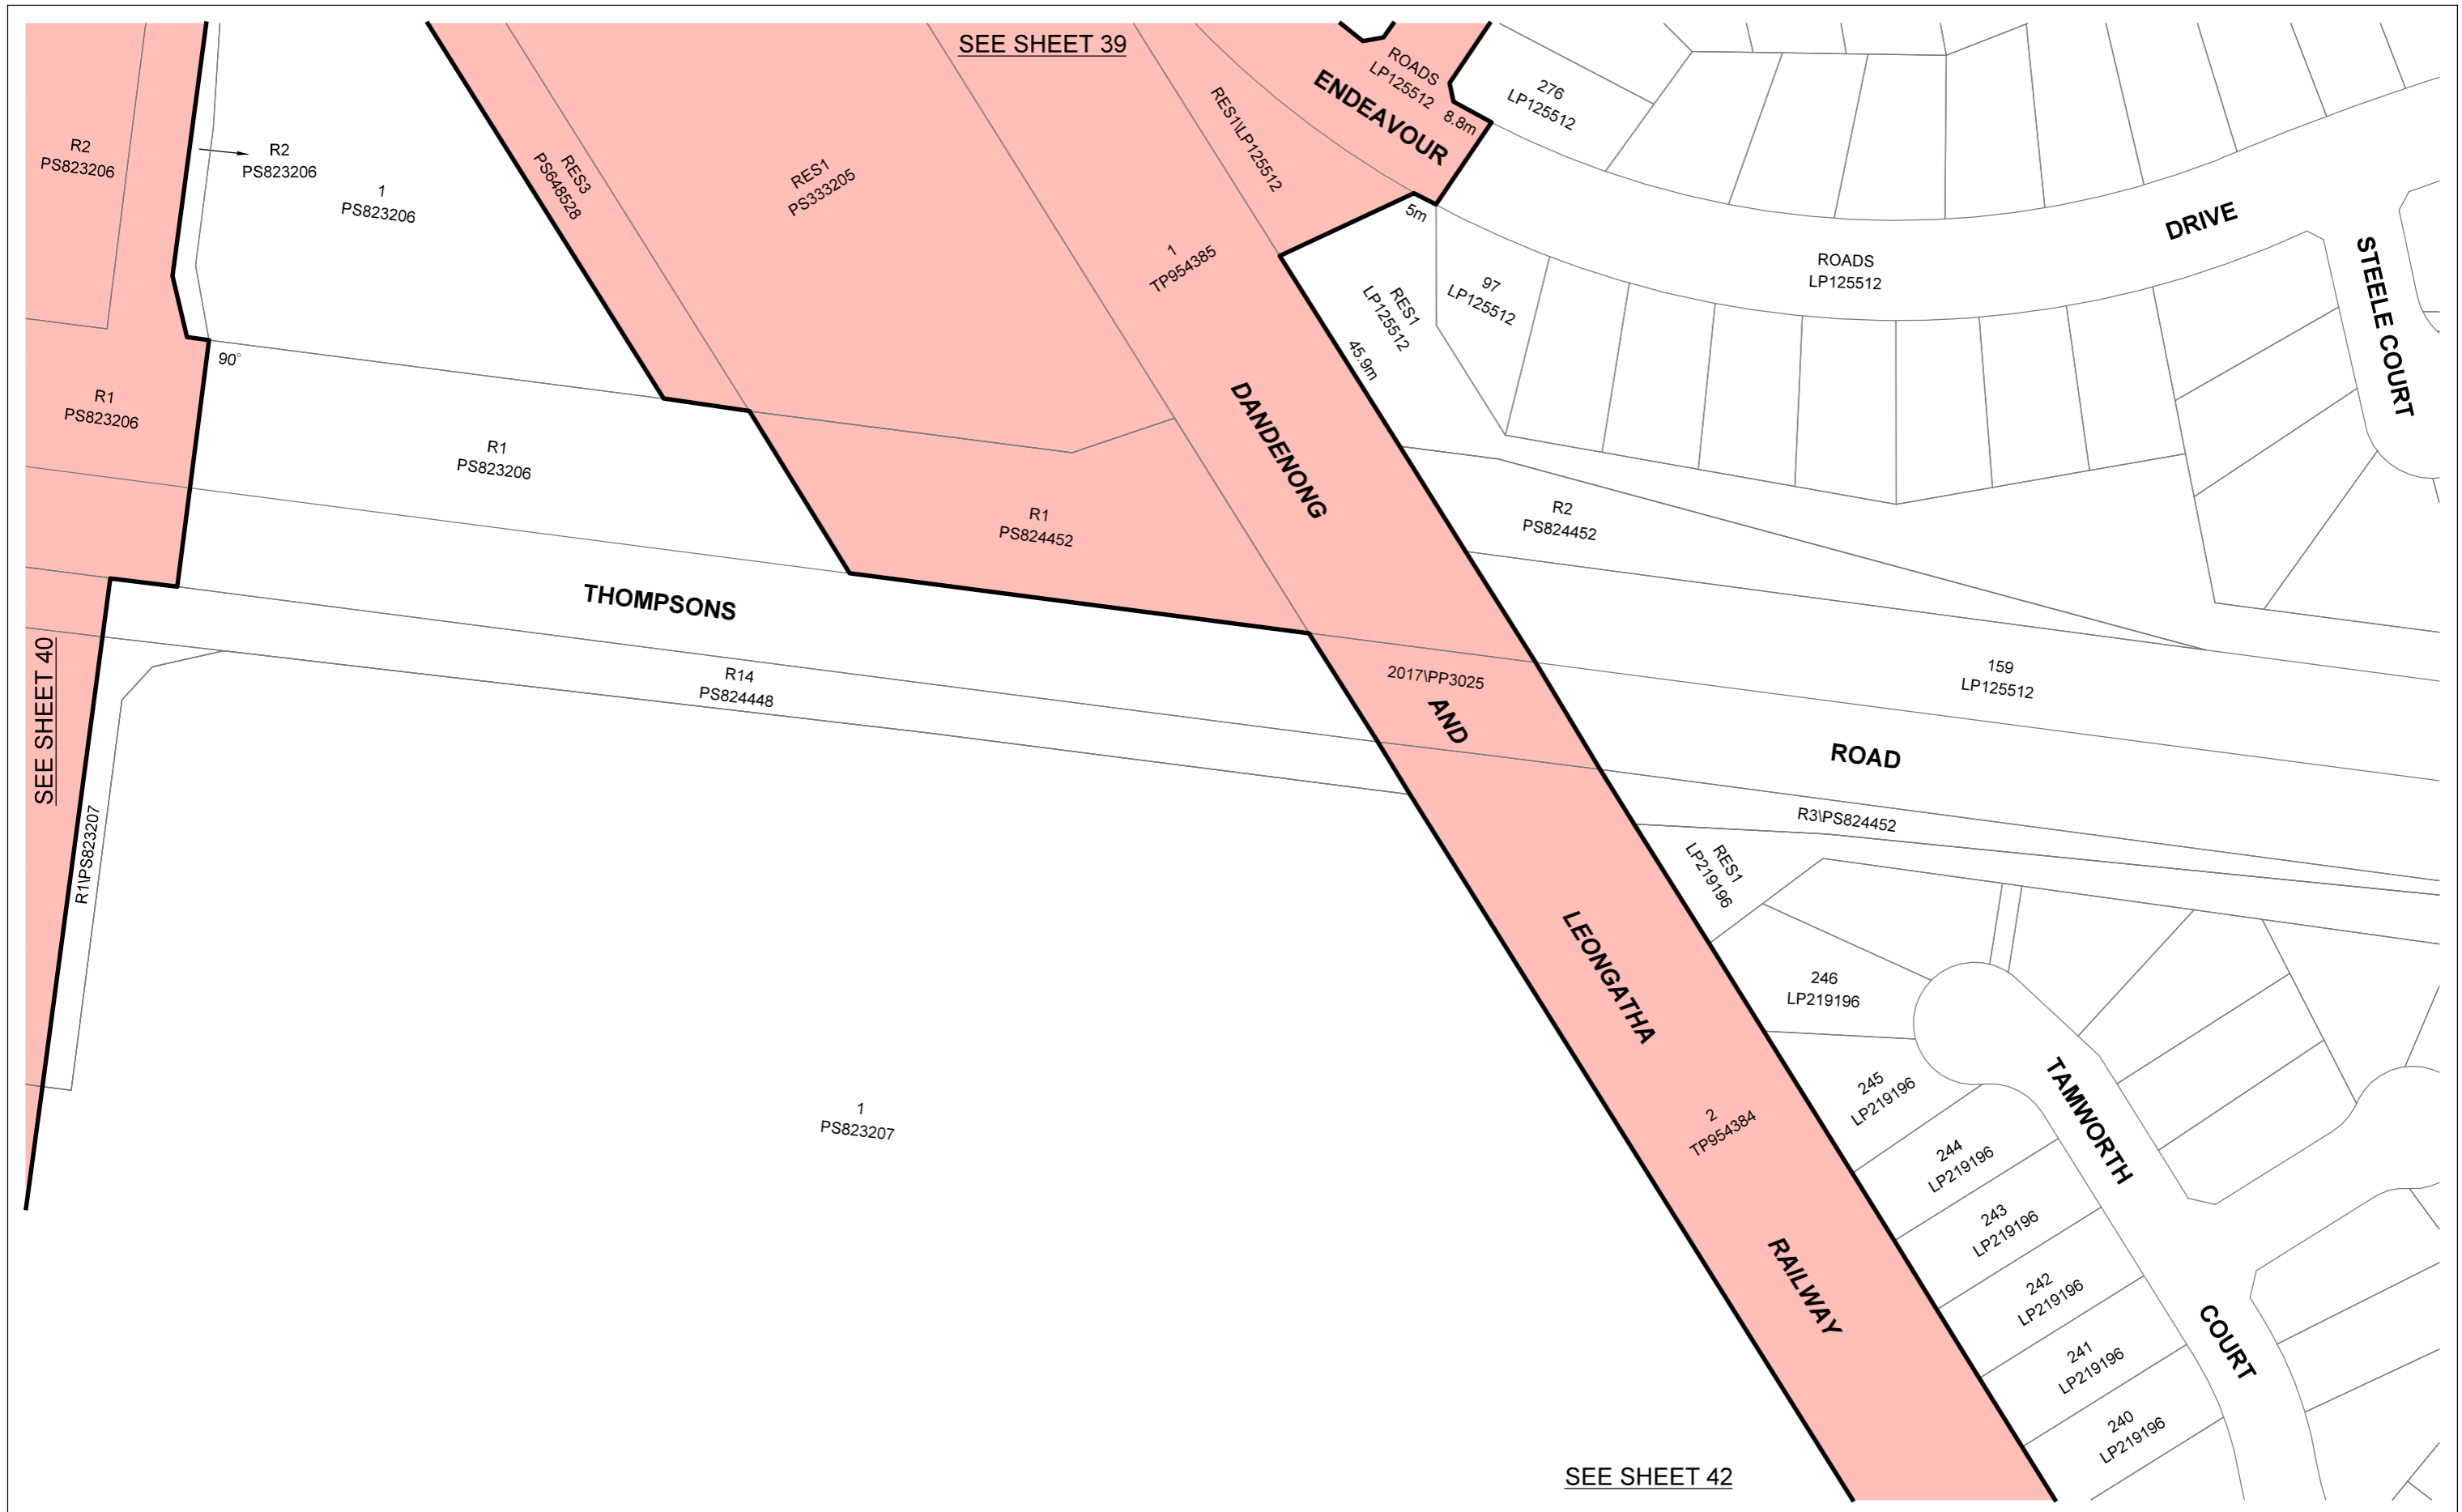 SEE SHEET 39
ROADS
LP125512
ENDEAVOUR
8.8m
276
LP125512
R2
PS823206
R2
PS823206
1
PS823206
RES3
PS648528
RES1
PS333205
RES1\LP125512
1
TP954385
5m
DRIVE
ROADS
LP125512
STEELE COURT
97
LP125512
RES1
LP125512
45.9m
90°
R1
PS823206
R1
PS823206
DANDENONG
R1
PS824452
R2
PS824452
THOMPSONS
SEE SHEET 40
R14
PS824448
2017\PP3025
AND
159
LP125512
ROAD
R3\PS824452
R1\PS823207
RES1
LP219196
LEONGATHA
246
LP219196
245
LP219196
TAMWORTH
1
PS823207
2
TP954384
244
LP219196
243
LP219196
RAILWAY
242
LP219196
COURT
241
LP219196
240
LP219196
SEE SHEET 42